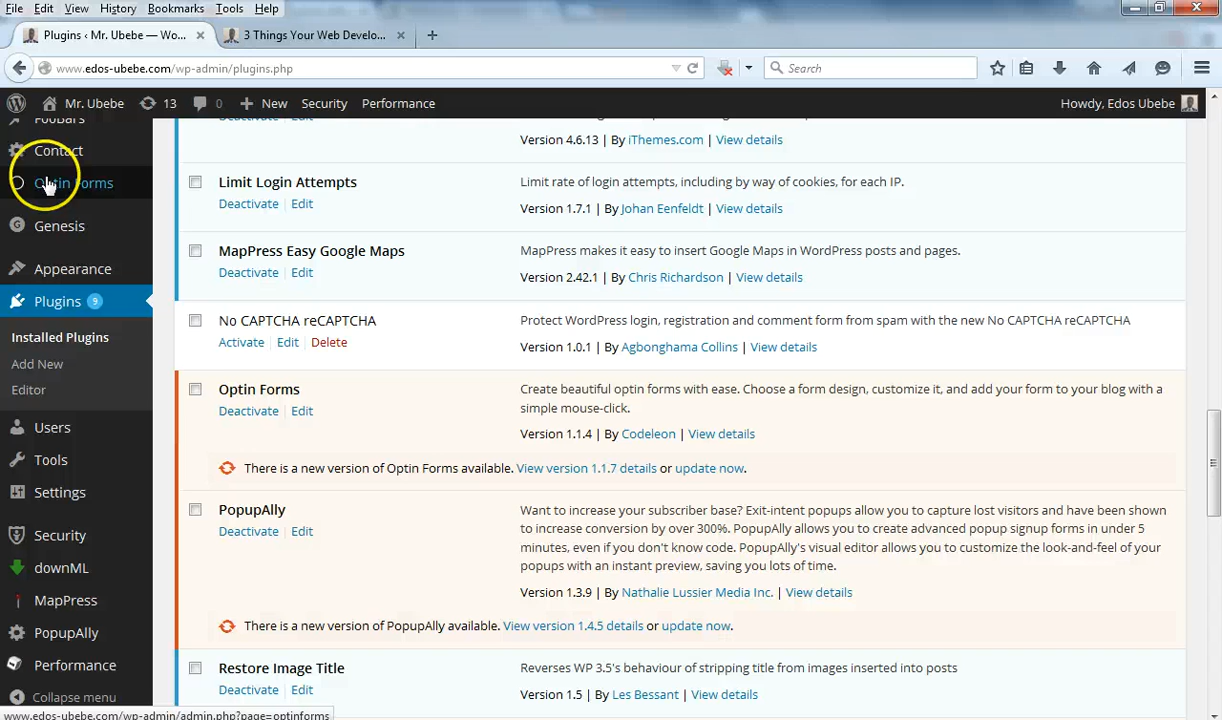 File Edit View History Bookmarks Tools Help
Plugins ‹ Mr. Ubebe — Wo... × 3 Things Your Web Develo... × +
www.edos-ubebe.com/wp-admin/plugins.php Search
Mr. Ubebe 13 0 + New Security Performance Howdy, Edos Ubebe
FooBars
Contact
Optin Forms
Genesis
Appearance
Plugins 9
Installed Plugins
Add New
Editor
Users
Tools
Settings
Security
downML
MapPress
PopupAlly
Performance
Collapse menu
Deactivate | Edit
Version 4.6.13 | By iThemes.com | View details
Limit Login Attempts
Deactivate | Edit
Limit rate of login attempts, including by way of cookies, for each IP.
Version 1.7.1 | By Johan Eenfeldt | View details
MapPress Easy Google Maps
Deactivate | Edit
MapPress makes it easy to insert Google Maps in WordPress posts and pages.
Version 2.42.1 | By Chris Richardson | View details
No CAPTCHA reCAPTCHA
Activate | Edit | Delete
Protect WordPress login, registration and comment form from spam with the new No CAPTCHA reCAPTCHA
Version 1.0.1 | By Agbonghama Collins | View details
Optin Forms
Deactivate | Edit
Create beautiful optin forms with ease. Choose a form design, customize it, and add your form to your blog with a
simple mouse-click.
Version 1.1.4 | By Codeleon | View details
There is a new version of Optin Forms available. View version 1.1.7 details or update now.
PopupAlly
Deactivate | Edit
Want to increase your subscriber base? Exit-intent popups allow you to capture lost visitors and have been shown
to increase conversion by over 300%. PopupAlly allows you to create advanced popup signup forms in under 5
minutes, even if you don't know code. PopupAlly's visual editor allows you to customize the look-and-feel of your
popups with an instant preview, saving you lots of time.
Version 1.3.9 | By Nathalie Lussier Media Inc. | View details
There is a new version of PopupAlly available. View version 1.4.5 details or update now.
Restore Image Title
Deactivate | Edit
Reverses WP 3.5's behaviour of stripping title from images inserted into posts
Version 1.5 | By Les Bessant | View details
www.edos-ubebe.com/wp-admin/admin.php?page=optinforms